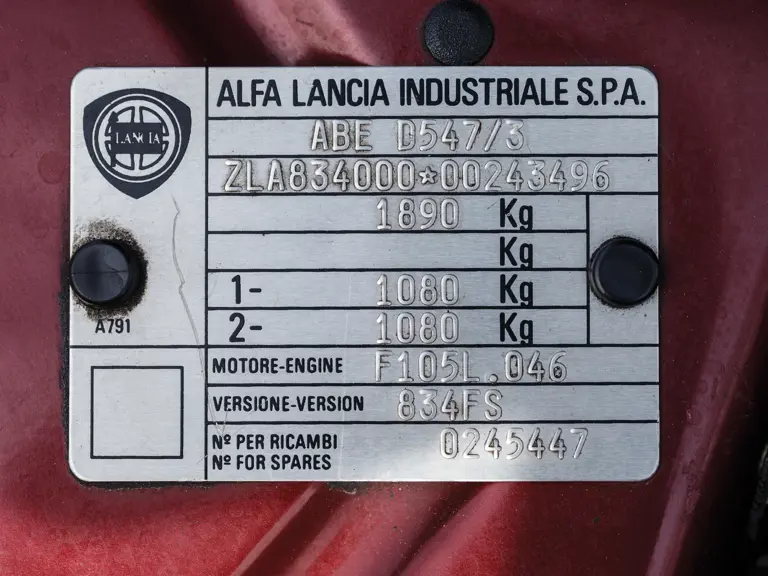 LANCIA
ALFA LANCIA INDUSTRIALE S.P.A.
ABE D547/3
ZLA834000*00243496
1890 Kg
Kg
1- 1080 Kg
2- 1080 Kg
A791
MOTORE-ENGINE F105L.046
VERSIONE-VERSION 834FS
Nº PER RICAMBI
Nº FOR SPARES 0245447